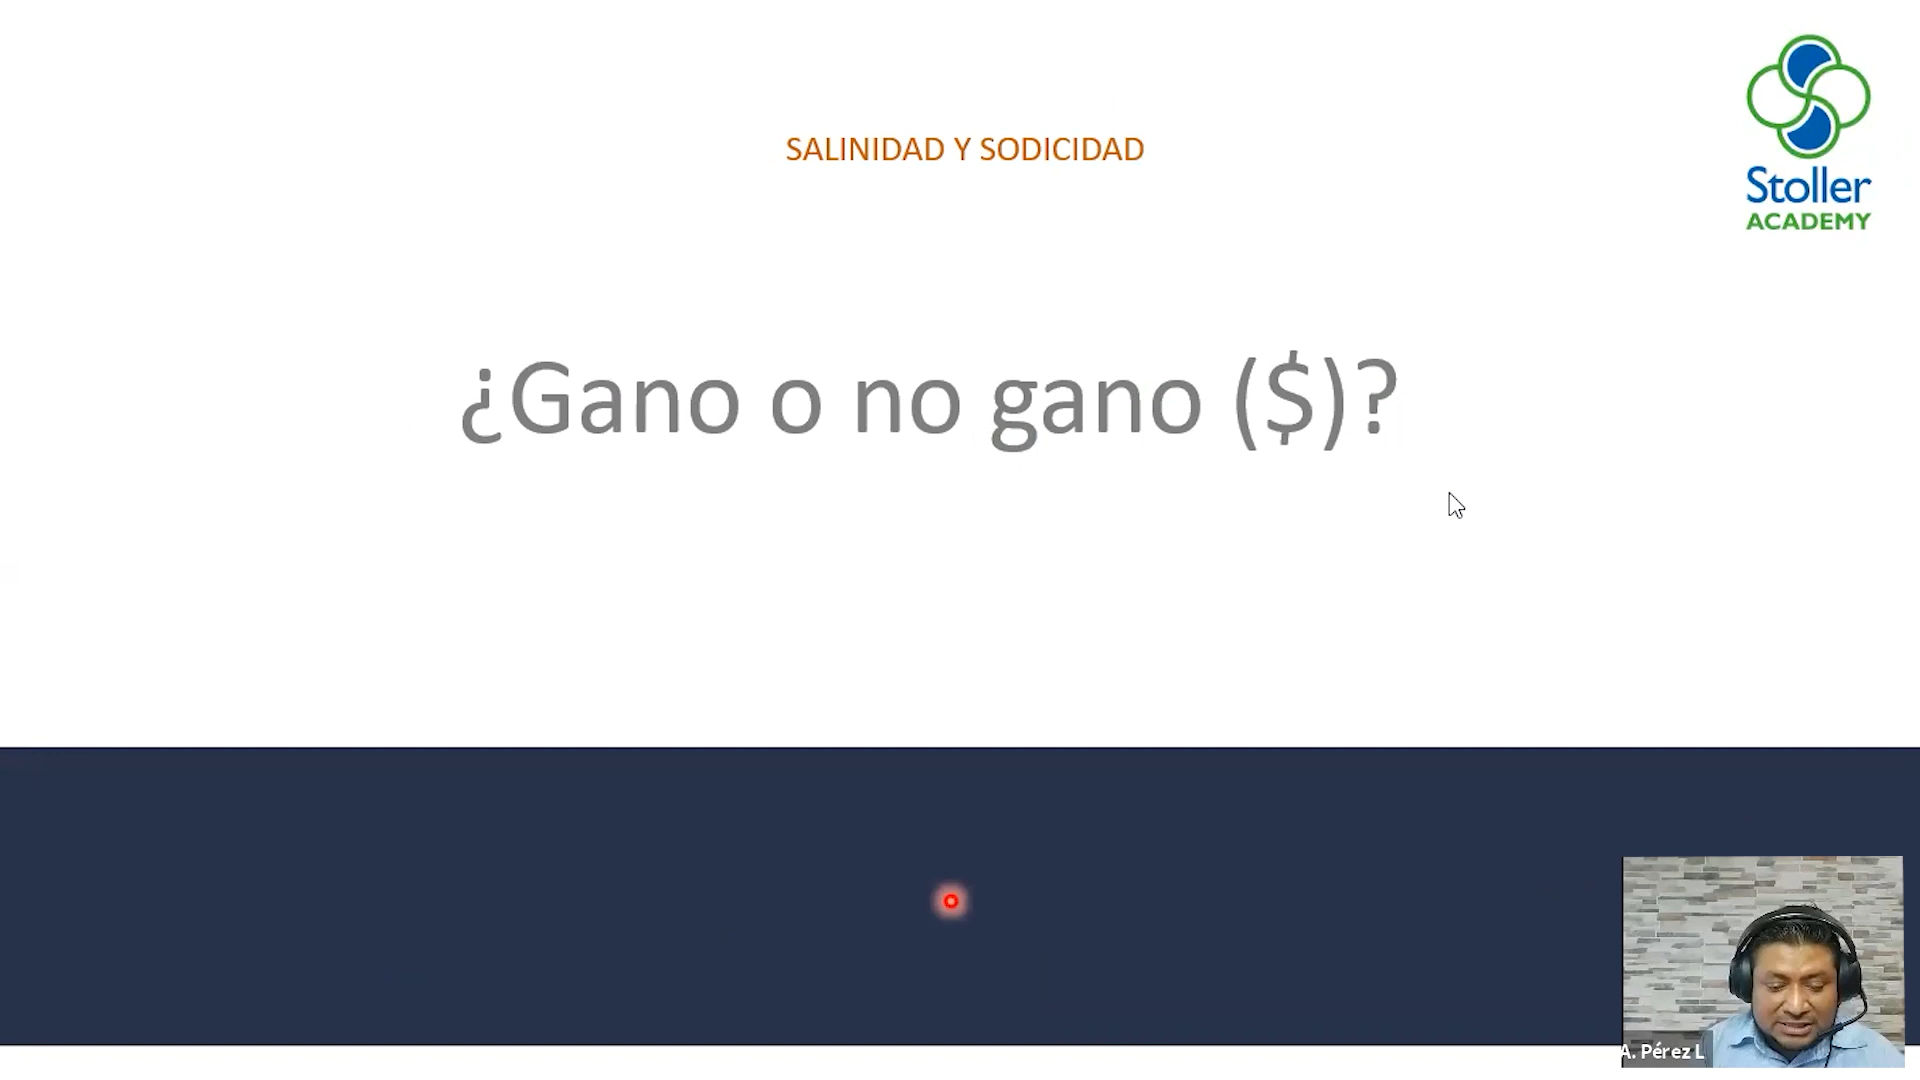 SALINIDAD Y SODICIDAD
Stoller
ACADEMY
¿Gano o no gano ($)?
A. Pérez L